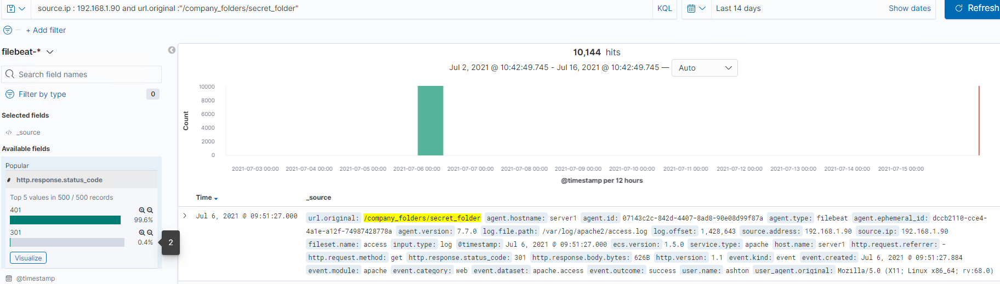 source.ip : 192.168.1.90 and url.original :"/company_folders/secret_folder"
KQL
Last 14 days
Show dates
Refresh
+ Add filter
filebeat-*
Search field names
Filter by type
0
Selected fields
</> _source
Available fields
Popular
# http.response.status_code
Top 5 values in 500 / 500 records
401
99.6%
301
0.4%
2
Visualize
@timestamp
10,144 hits
Jul 2, 2021 @ 10:42:49.745 - Jul 16, 2021 @ 10:42:49.745 —
Auto
Count
10000
8000
6000
4000
2000
0
2021-07-03 00:00 2021-07-04 00:00 2021-07-05 00:00 2021-07-06 00:00 2021-07-07 00:00 2021-07-08 00:00 2021-07-09 00:00 2021-07-10 00:00 2021-07-11 00:00 2021-07-12 00:00 2021-07-13 00:00 2021-07-14 00:00 2021-07-15 00:00
@timestamp per 12 hours
Time _source
Jul 6, 2021 @ 09:51:27.000
url.original: /company_folders/secret_folder agent.hostname: server1 agent.id: 07143c2c-842d-4407-8ad8-90e08d99f87a agent.type: filebeat agent.ephemeral_id: dccb2110-cce4-
4a1e-a12f-74987428778a agent.version: 7.7.0 log.file.path: /var/log/apache2/access.log log.offset: 1,428,643 source.address: 192.168.1.90 source.ip: 192.168.1.90
fileset.name: access input.type: log @timestamp: Jul 6, 2021 @ 09:51:27.000 ecs.version: 1.5.0 service.type: apache host.name: server1 http.request.referrer: -
http.request.method: get http.response.status_code: 301 http.response.body.bytes: 626B http.version: 1.1 event.kind: event event.created: Jul 6, 2021 @ 09:51:27.884
event.module: apache event.category: web event.dataset: apache.access event.outcome: success user.name: ashton user_agent.original: Mozilla/5.0 (X11; Linux x86_64; rv:68.0)